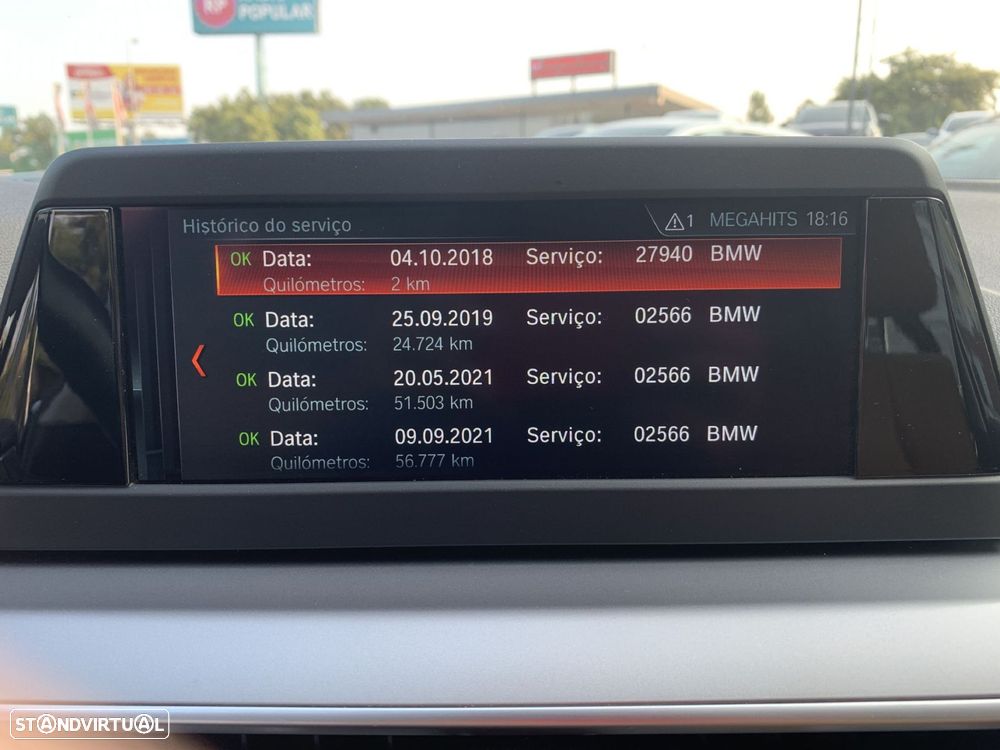 RP
POPULAR
Histórico do serviço 1 MEGAHITS 18:16
OK Data: 04.10.2018 Serviço: 27940 BMW
Quilómetros: 2 km
OK Data: 25.09.2019 Serviço: 02566 BMW
Quilómetros: 24.724 km
OK Data: 20.05.2021 Serviço: 02566 BMW
Quilómetros: 51.503 km
OK Data: 09.09.2021 Serviço: 02566 BMW
Quilómetros: 56.777 km
STANDVIRTUAL